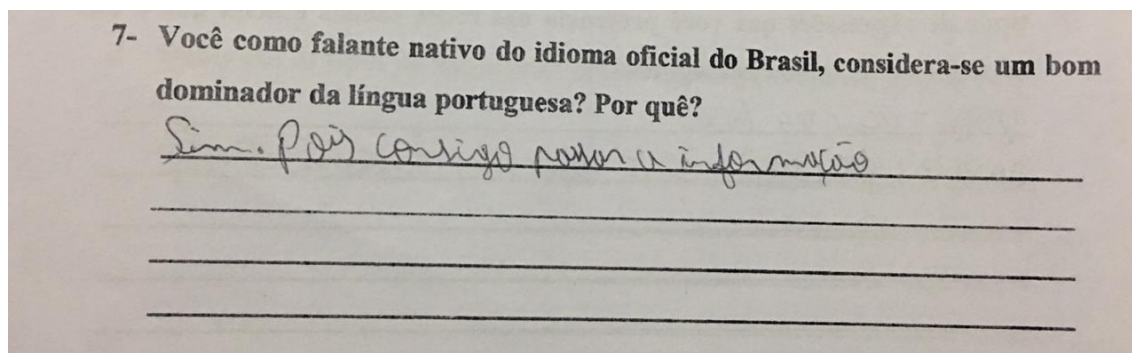 7- Você como falante nativo do idioma oficial do Brasil, considera-se um bom
dominador da língua portuguesa? Por quê?
Sim. Pois consigo passar a informação